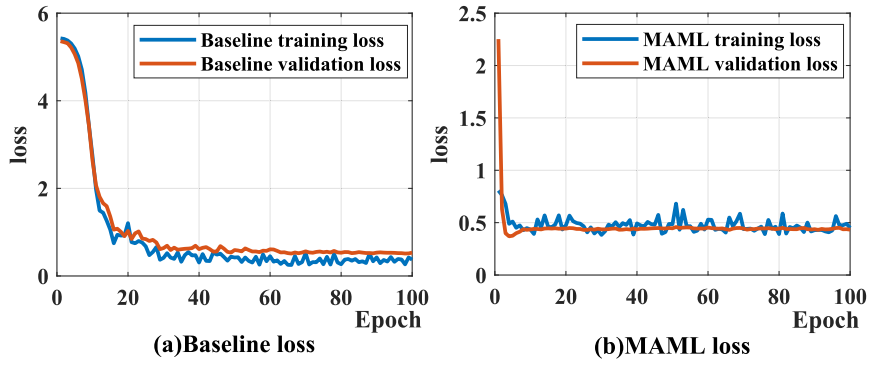 Baseline training loss
Baseline validation loss
6
4
2
0
loss
0 20 40 60 80 100
Epoch
(a)Baseline loss
MAML training loss
MAML validation loss
2.5
2
1.5
1
0.5
0
loss
0 20 40 60 80 100
Epoch
(b)MAML loss